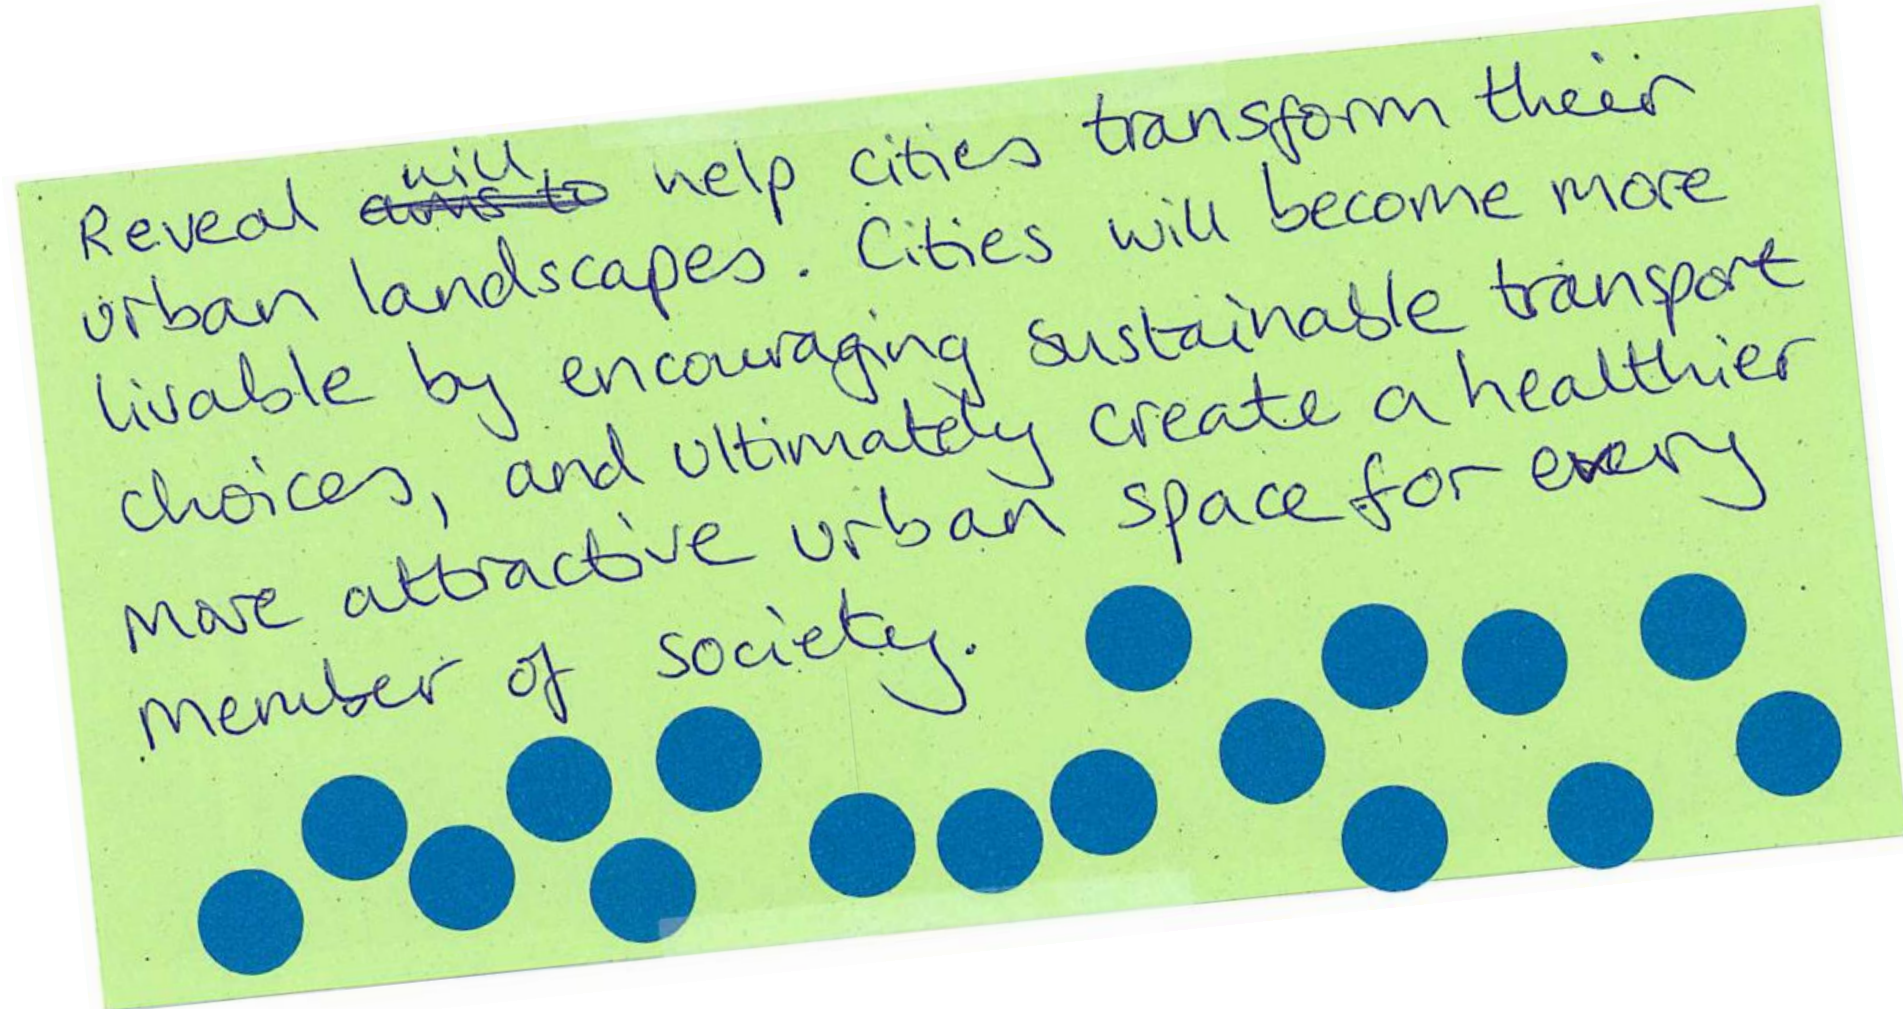 Reveal will help cities transform their
urban landscapes. Cities will become more
livable by encouraging sustainable transport
choices, and ultimately create a healthier
more attractive urban space for every
member of society.